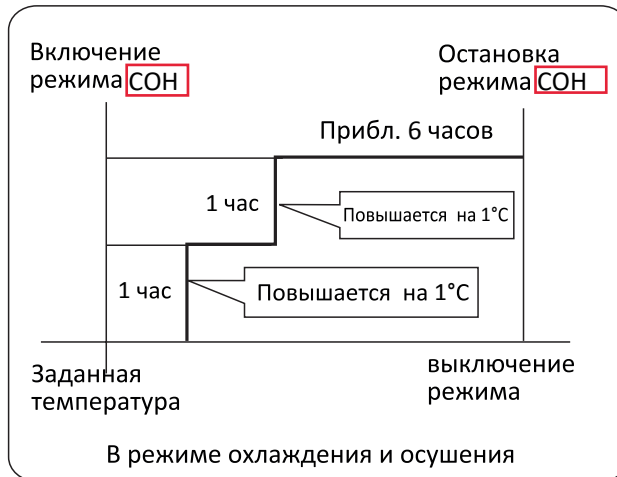 Включение
режима СОН
Остановка
режима СОН
Прибл. 6 часов
1 час
Повышается на 1°C
1 час
Повышается на 1°C
Заданная
температура
выключение
режима
В режиме охлаждения и осушения